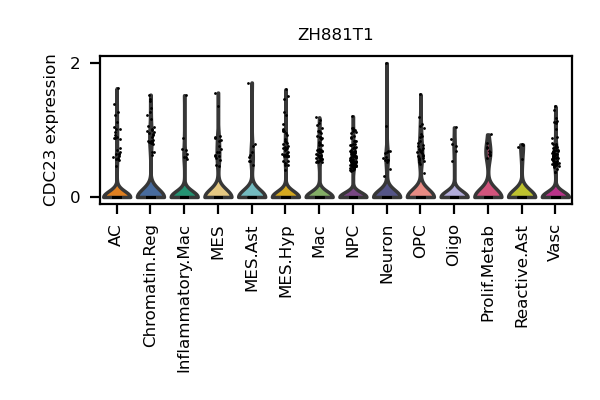 ZH881T1
CDC23 expression
2
0
AC
Chromatin.Reg
Inflammatory.Mac
MES
MES.Ast
MES.Hyp
Mac
NPC
Neuron
OPC
Oligo
Prolif.Metab
Reactive.Ast
Vasc